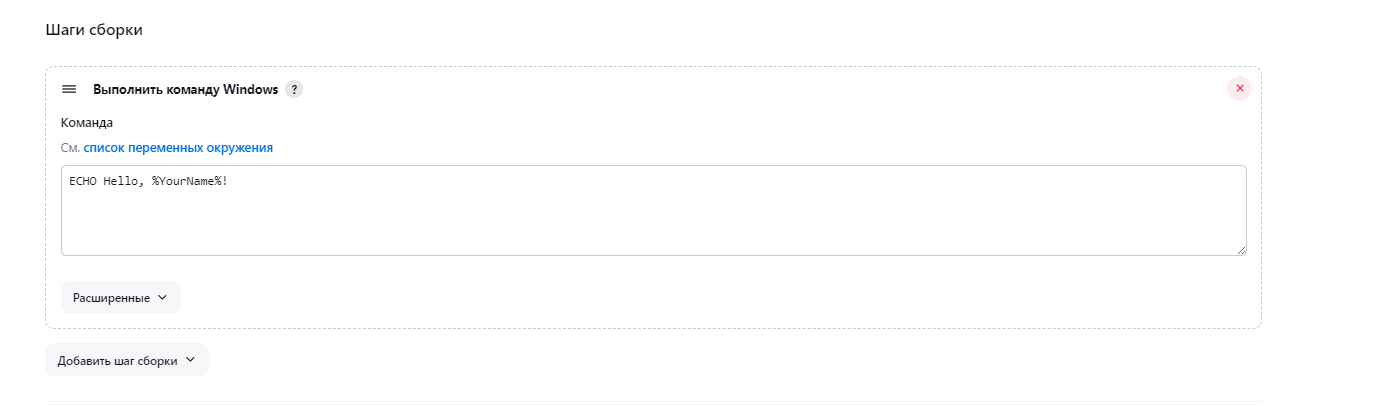 Шаги сборки
Выполнить команду Windows ?
Команда
См. список переменных окружения
ECHO Hello, %YourName%!
Расширенные
Добавить шаг сборки